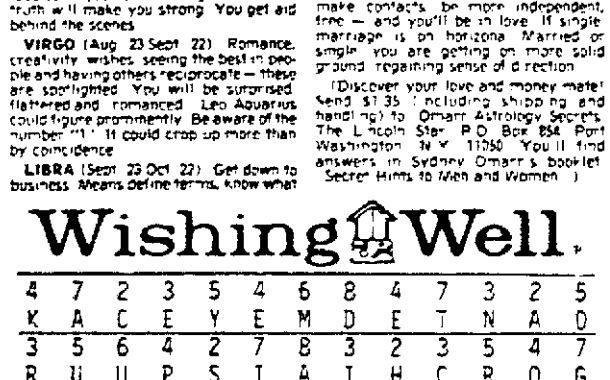 truth will make you strong You get aid
behind the scenes
VIRGO (Aug 23 Sept 22) Romance,
creativity wishes seeing the best in peo-
ple and having others reciprocate — these
are spotlighted You will be surprised
flattered and romanced Leo Aquarius
could figure prominently Be aware of the
number "1" It could crop up more than
by coincidence
LIBRA (Sept 23 Oct 22) Get down to
business Means define terms, know what
make contacts be more independent,
free — and you'll be in love If single
marriage is on horizona Married or
single you are getting on more solid
ground regaining sense of direction
(Discover your love and money mate!
Send $1 35 (including shipping and
handling) to Omarr Astrology Secrets
The Lincoln Star P O Box 854 Port
Washington N Y 11050 You'll find
answers in Sydney Omarr's booklet
Secret Hints to Men and Women )
Wishing Well
4 7 2 3 5 4 6 8 4 7 3 2 5
K A C E Y E M D E T N A O
3 5 6 4 2 7 8 3 2 3 5 4 7
R U U P S I A I H C R O G